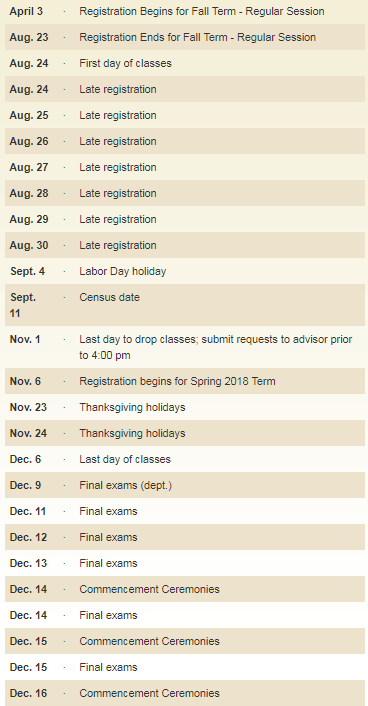 April 3 · Registration Begins for Fall Term - Regular Session
Aug. 23 · Registration Ends for Fall Term - Regular Session
Aug. 24 · First day of classes
Aug. 24 · Late registration
Aug. 25 · Late registration
Aug. 26 · Late registration
Aug. 27 · Late registration
Aug. 28 · Late registration
Aug. 29 · Late registration
Aug. 30 · Late registration
Sept. 4 · Labor Day holiday
Sept. · Census date
11
Nov. 1 · Last day to drop classes; submit requests to advisor prior
to 4:00 pm
Nov. 6 · Registration begins for Spring 2018 Term
Nov. 23 · Thanksgiving holidays
Nov. 24 · Thanksgiving holidays
Dec. 6 · Last day of classes
Dec. 9 · Final exams (dept.)
Dec. 11 · Final exams
Dec. 12 · Final exams
Dec. 13 · Final exams
Dec. 14 · Commencement Ceremonies
Dec. 14 · Final exams
Dec. 15 · Commencement Ceremonies
Dec. 15 · Final exams
Dec. 16 · Commencement Ceremonies